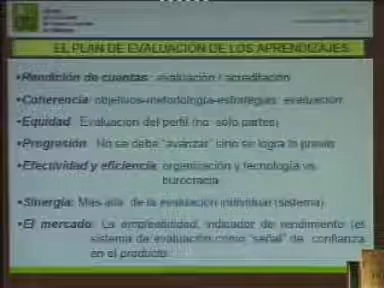 EL PLAN DE EVALUACIÓN DE LOS APRENDIZAJES
•Rendición de cuentas: evaluación / acreditación
•Coherencia: objetivos-metodología-estrategias evaluación
•Equidad: Evaluación del perfil (no solo partes)
•Progresión: No se debe "avanzar" sino se logra lo previo
•Efectividad y eficiencia: organización y tecnología vs.
burocracia
•Sinergia: Mas allá de la evaluación individual (sistema)
•El mercado: La empleabilidad, indicador de rendimiento (el
sistema de evaluación como "señal" de confianza
en el producto